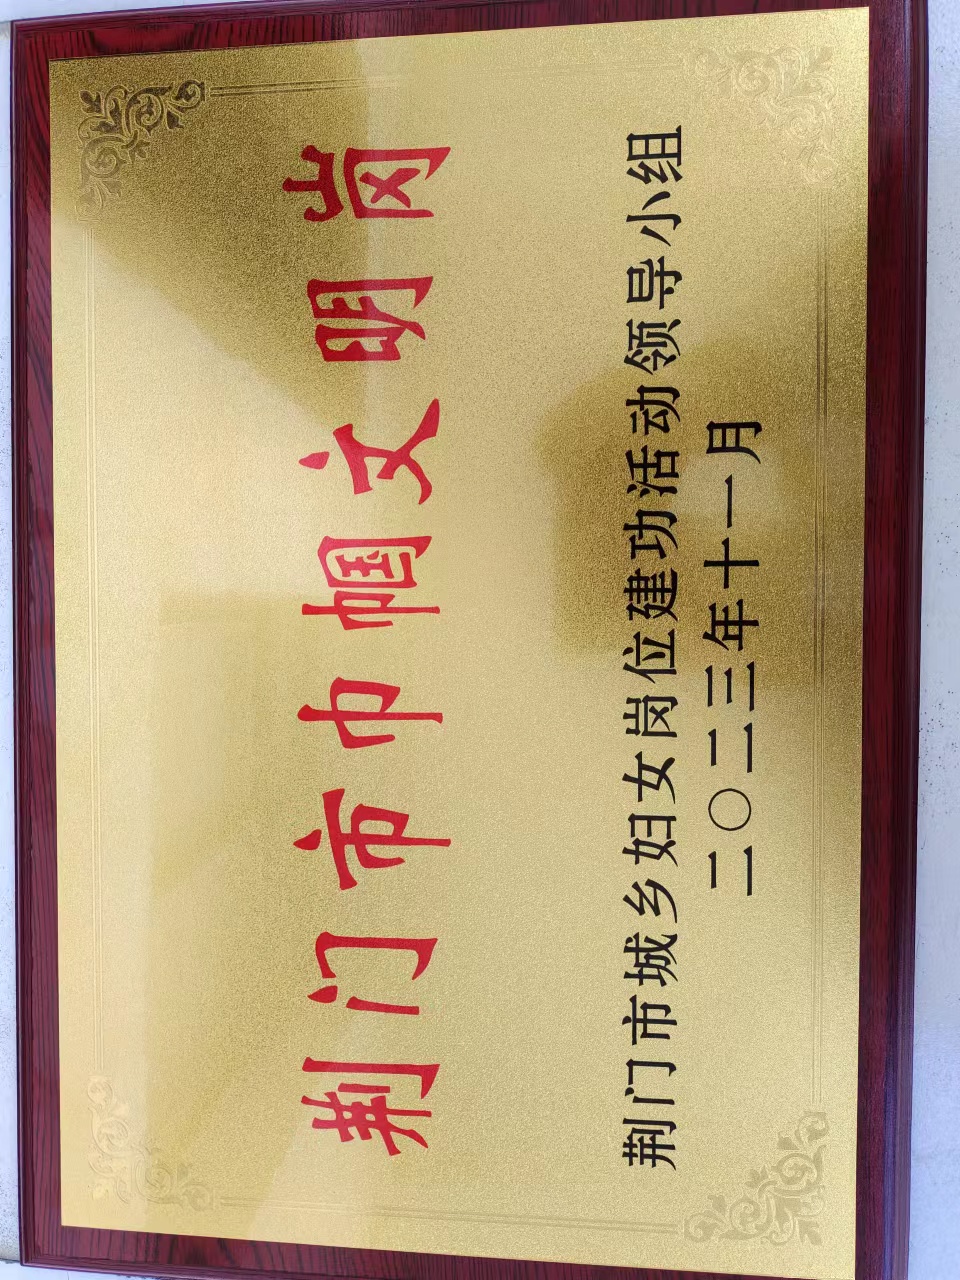 荆门市巾帼文明岗
荆门市城乡妇女岗位建功活动领导小组
二〇二三年十一月